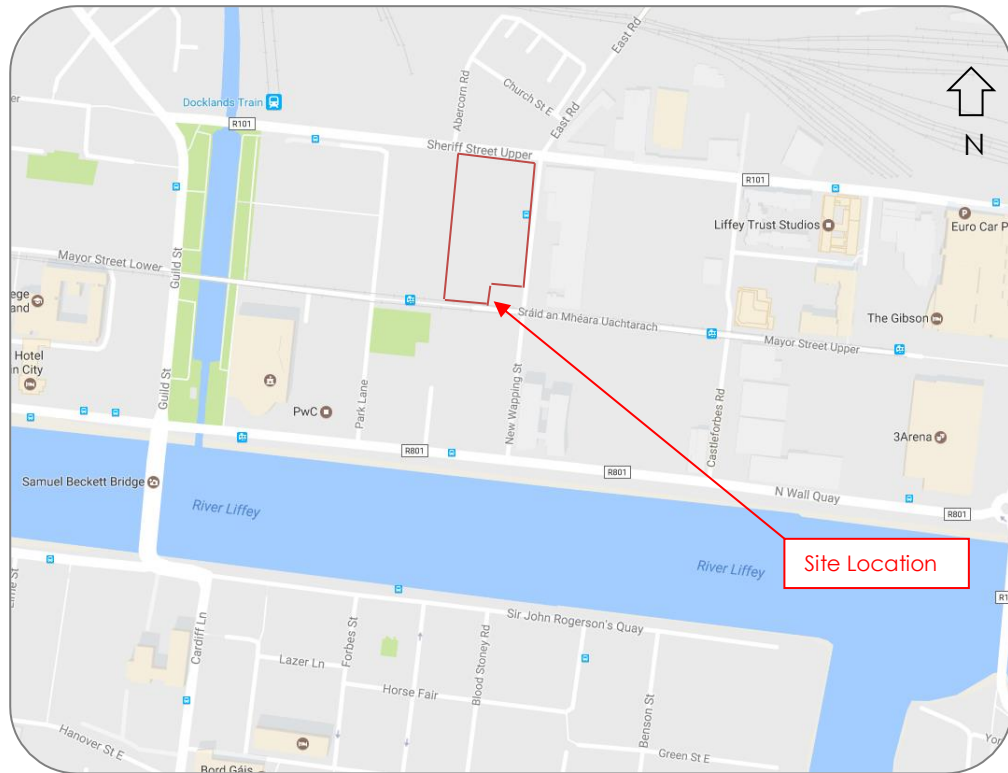 East Rd
Abercorn Rd
Church St E
East Rd
Docklands Train
R101
Sheriff Street Upper
N
R101
Liffey Trust Studios
Euro Car P
Mayor Street Lower
Guild St
The Gibson
Sráid an Mhéara Uachtarach
Mayor Street Upper
Hotel
n City
Guild St
PwC
Park Lane
New Wapping St
Castleforbes Rd
3Arena
R801
R801
N Wall Quay
R801
Samuel Beckett Bridge
River Liffey
River Liffey
Site Location
Sir John Rogerson's Quay
Cardiff Ln
Forbes St
Lazer Ln
Blood Stoney Rd
Horse Fair
Benson St
Hanover St E
Green St E
Bord Gáis